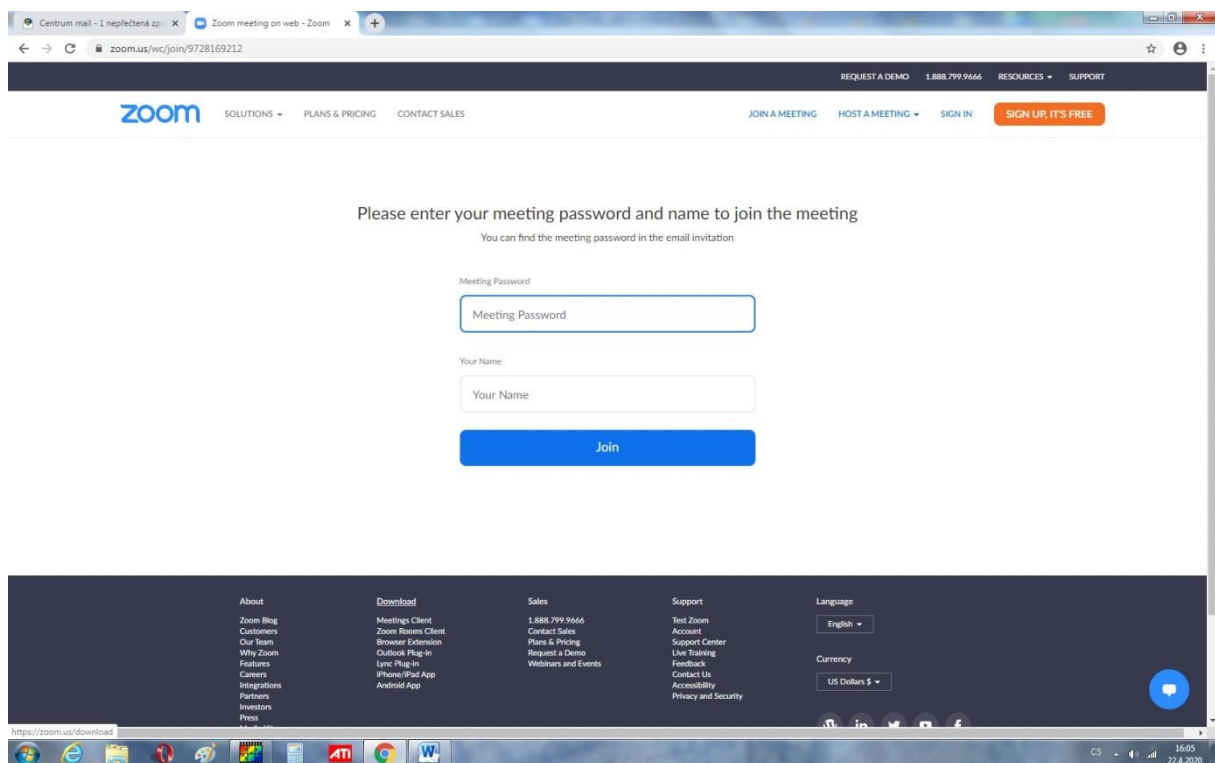 Centrum mail - 1 nepřečtená zpr
Zoom meeting on web - Zoom
zoom.us/wc/join/9728169212
REQUEST A DEMO 1.888.799.9666 RESOURCES SUPPORT
zoom SOLUTIONS PLANS & PRICING CONTACT SALES JOIN A MEETING HOST A MEETING SIGN IN SIGN UP, IT'S FREE
Please enter your meeting password and name to join the meeting
You can find the meeting password in the email invitation
Meeting Password
Meeting Password
Your Name
Your Name
Join
About
Zoom Blog
Customers
Our Team
Why Zoom
Features
Careers
Integrations
Partners
Investors
Press
Download
Meetings Client
Zoom Rooms Client
Browser Extension
Outlook Plug-in
Lync Plug-in
iPhone/iPad App
Android App
Sales
1.888.799.9666
Contact Sales
Plans & Pricing
Request a Demo
Webinars and Events
Support
Test Zoom
Account
Support Center
Live Training
Feedback
Contact Us
Accessibility
Privacy and Security
Language
English
Currency
US Dollars $
https://zoom.us/download
ATI
CS
16:05
22.4.2020